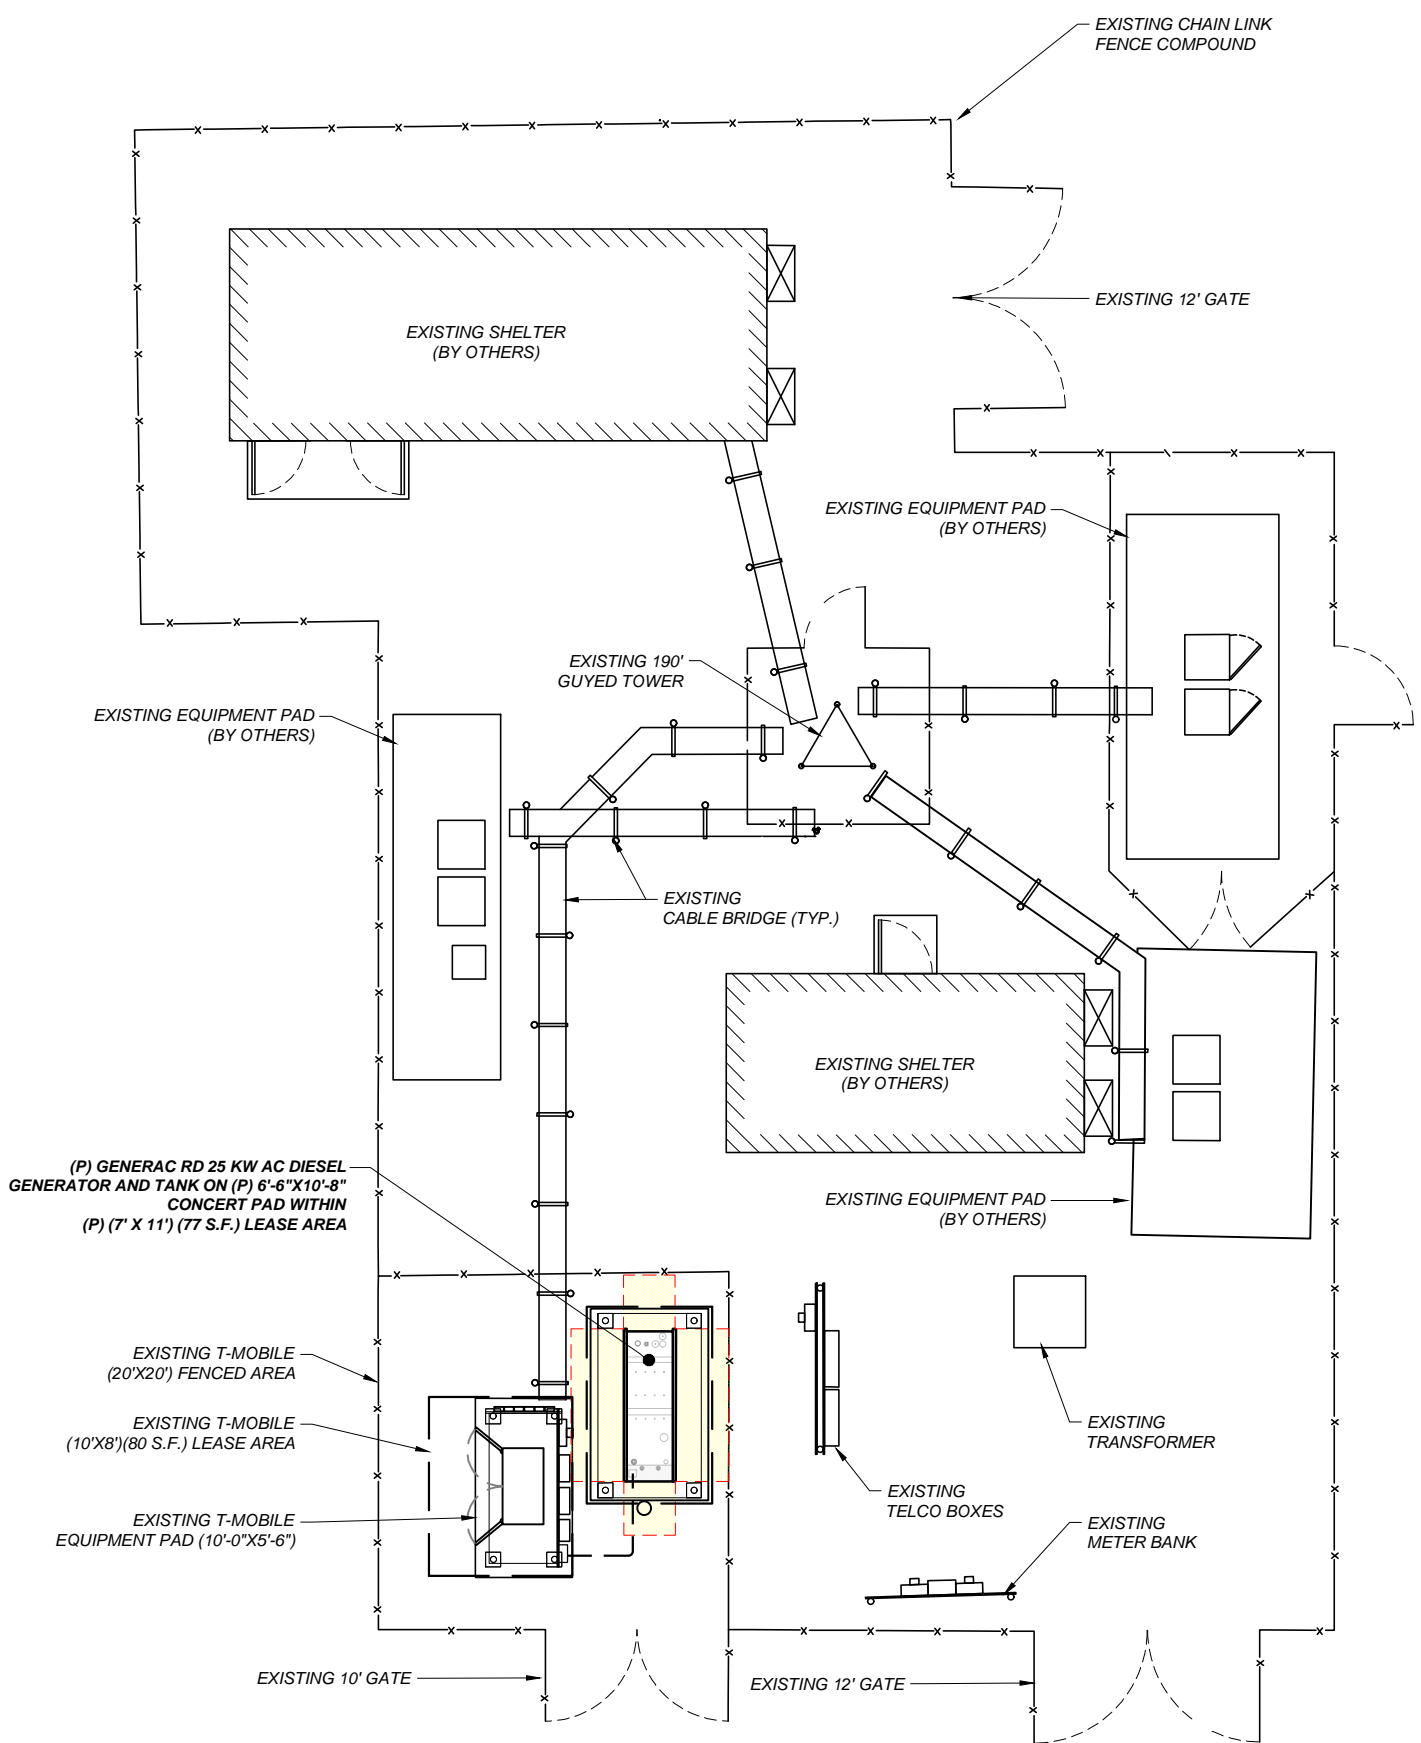 EXISTING CHAIN LINK
FENCE COMPOUND
EXISTING 12' GATE
EXISTING SHELTER
(BY OTHERS)
EXISTING EQUIPMENT PAD
(BY OTHERS)
EXISTING 190'
GUYED TOWER
EXISTING EQUIPMENT PAD
(BY OTHERS)
EXISTING
CABLE BRIDGE (TYP.)
EXISTING SHELTER
(BY OTHERS)
(P) GENERAC RD 25 KW AC DIESEL
GENERATOR AND TANK ON (P) 6'-6"X10'-8"
CONCERT PAD WITHIN
(P) (7' X 11') (77 S.F.) LEASE AREA
EXISTING EQUIPMENT PAD
(BY OTHERS)
EXISTING T-MOBILE
(20'X20') FENCED AREA
EXISTING T-MOBILE
(10'X8')(80 S.F.) LEASE AREA
EXISTING
TRANSFORMER
EXISTING
TELCO BOXES
EXISTING T-MOBILE
EQUIPMENT PAD (10'-0"X5'-6")
EXISTING
METER BANK
EXISTING 10' GATE
EXISTING 12' GATE